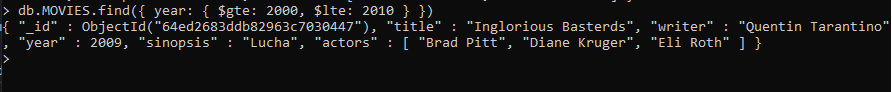 > db.MOVIES.find({ year: { $gte: 2000, $lte: 2010 } })
{ "_id" : ObjectId("64ed2683ddb82963c7030447"), "title" : "Inglorious Basterds", "writer" : "Quentin Tarantino"
, "year" : 2009, "sinopsis" : "Lucha", "actors" : [ "Brad Pitt", "Diane Kruger", "Eli Roth" ] }
>